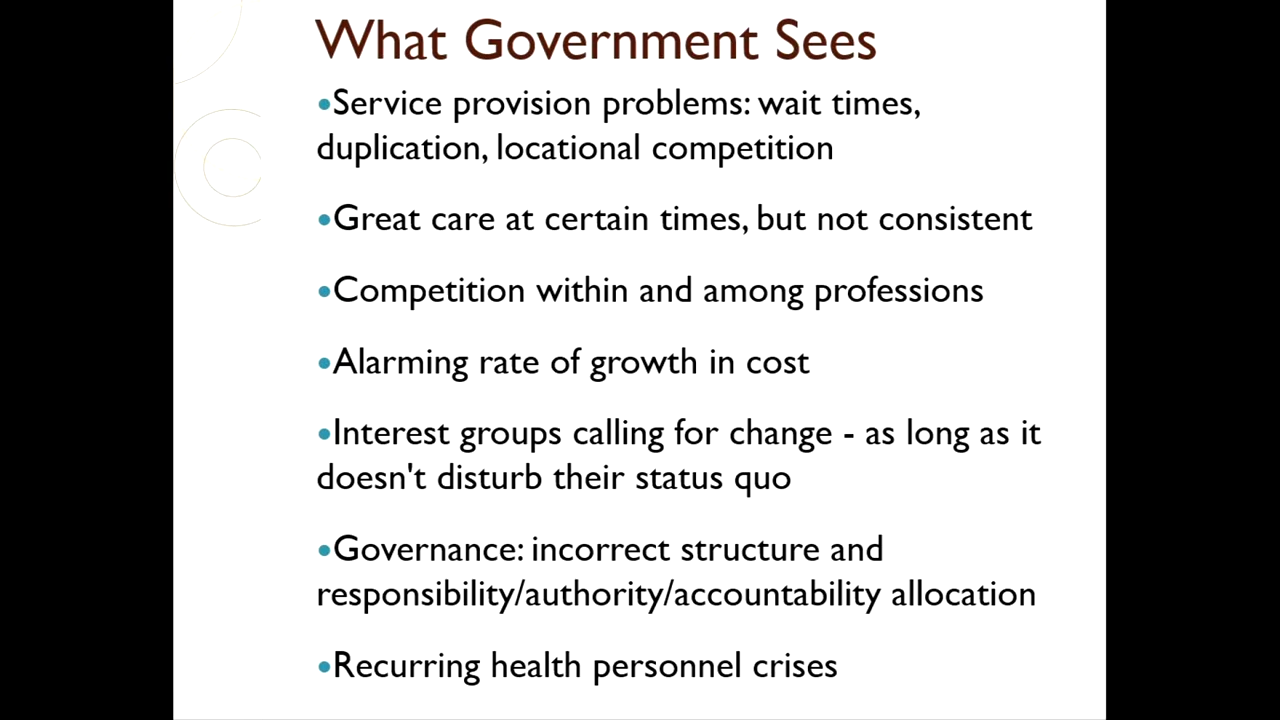 What Government Sees
•Service provision problems: wait times,
duplication, locational competition
•Great care at certain times, but not consistent
•Competition within and among professions
•Alarming rate of growth in cost
•Interest groups calling for change - as long as it
doesn't disturb their status quo
•Governance: incorrect structure and
responsibility/authority/accountability allocation
•Recurring health personnel crises